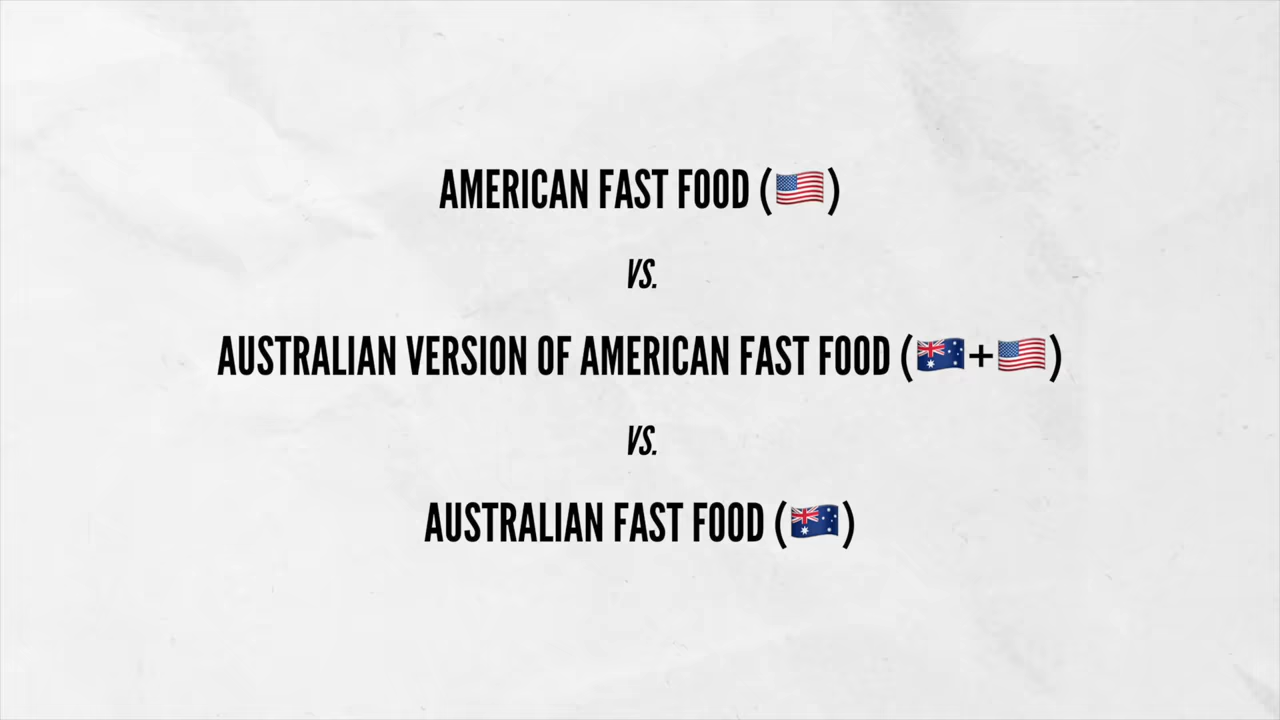 AMERICAN FAST FOOD (🇺🇸)
VS.
AUSTRALIAN VERSION OF AMERICAN FAST FOOD (🇦🇺+🇺🇸)
VS.
AUSTRALIAN FAST FOOD (🇦🇺)